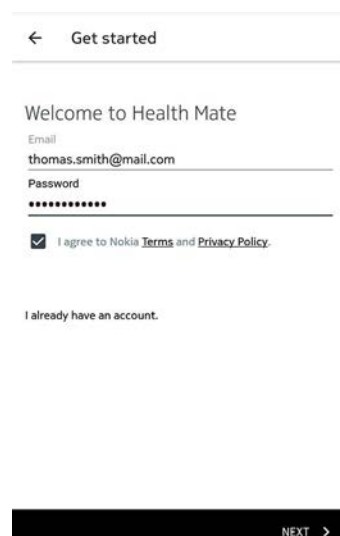 Get started
Welcome to Health Mate
Email
thomas.smith@mail.com
Password
••••••••••••
I agree to Nokia Terms and Privacy Policy.
I already have an account.
NEXT